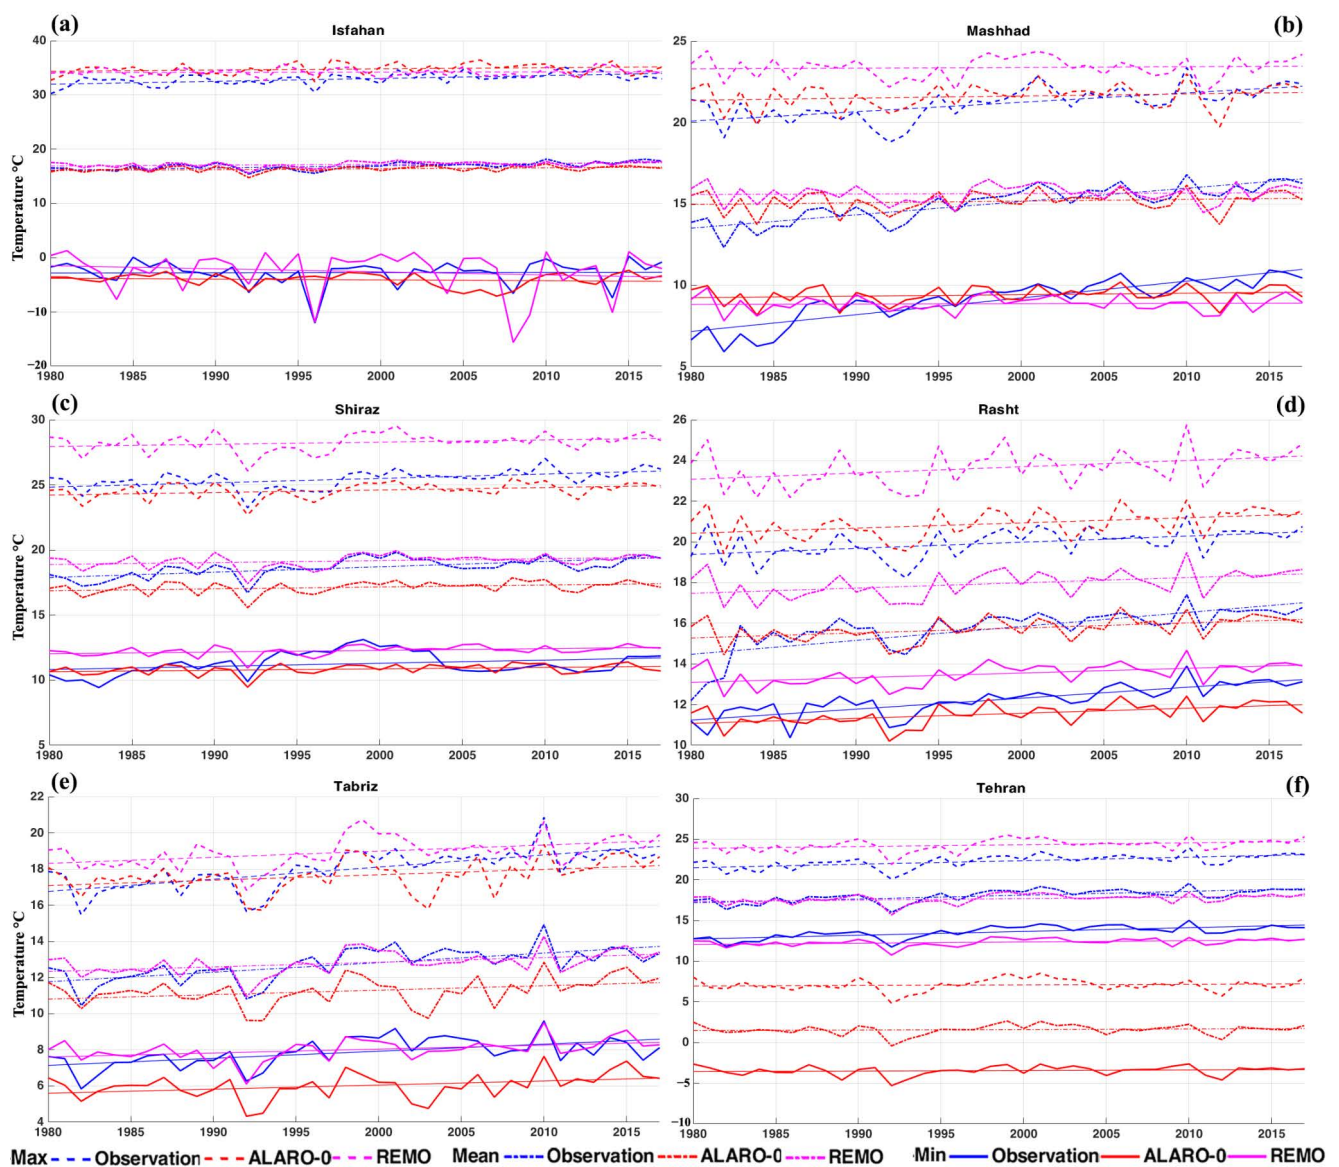 (a) Isfahan
Mashhad (b)
Temperature °C
40
30
20
10
0
−10
−20
1980 1985 1990 1995 2000 2005 2010 2015
25
20
15
10
5
1980 1985 1990 1995 2000 2005 2010 2015
(c) Shiraz
Rasht (d)
Temperature °C
30
25
20
15
10
5
1980 1985 1990 1995 2000 2005 2010 2015
26
24
22
20
18
16
14
12
10
1980 1985 1990 1995 2000 2005 2010 2015
(e) Tabriz
Tehran (f)
Temperature °C
22
20
18
16
14
12
10
8
6
4
1980 1985 1990 1995 2000 2005 2010 2015
30
25
20
15
10
5
0
−5
−10
1980 1985 1990 1995 2000 2005 2010 2015
Max Observation ALARO-0 REMO Mean Observation ALARO-0 REMO Min Observation ALARO-0 REMO